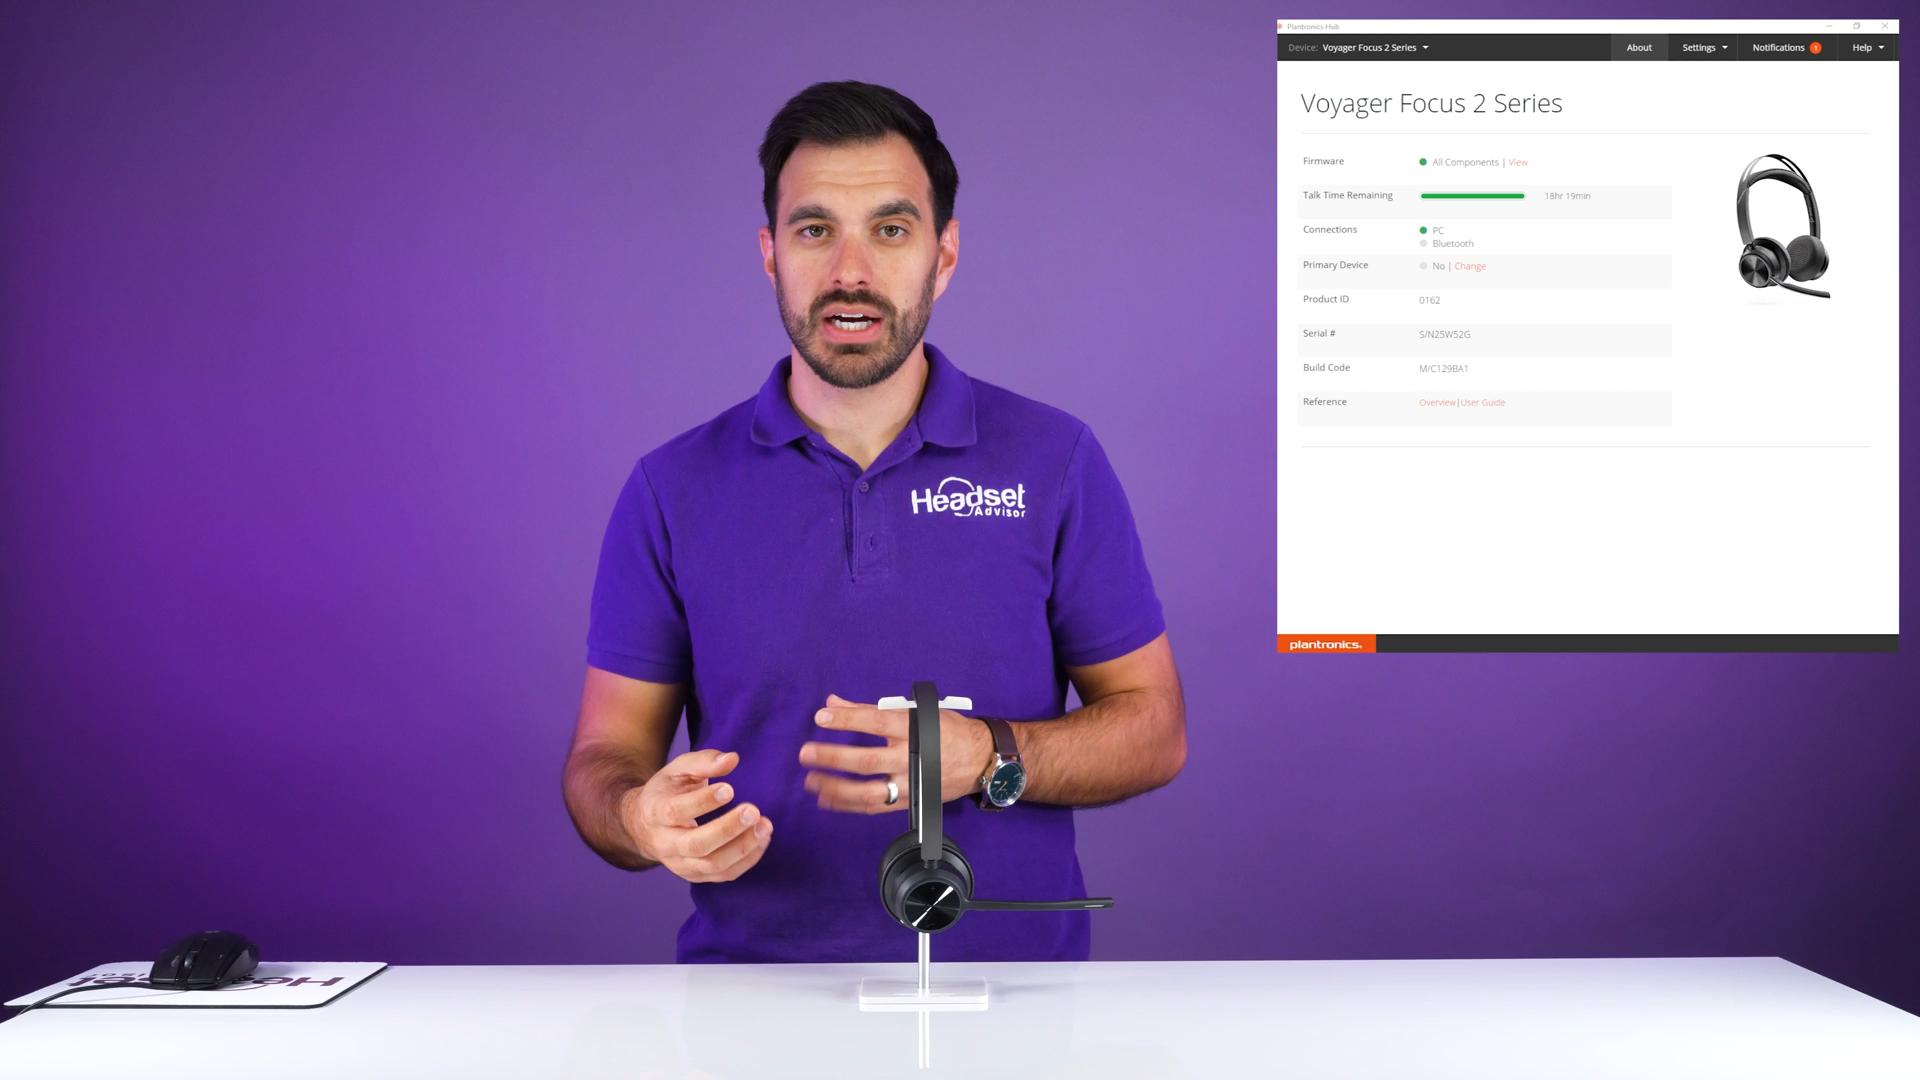 Plantronics Hub
Device: Voyager Focus 2 Series
About
Settings
Notifications 1
Help
Voyager Focus 2 Series
Firmware
All Components | View
Talk Time Remaining
18hr 19min
Connections
PC
Bluetooth
Primary Device
No | Change
Product ID
0162
Serial #
S/N25W52G
Build Code
M/C129BA1
Reference
Overview|User Guide
plantronics.
Headset
Advisor